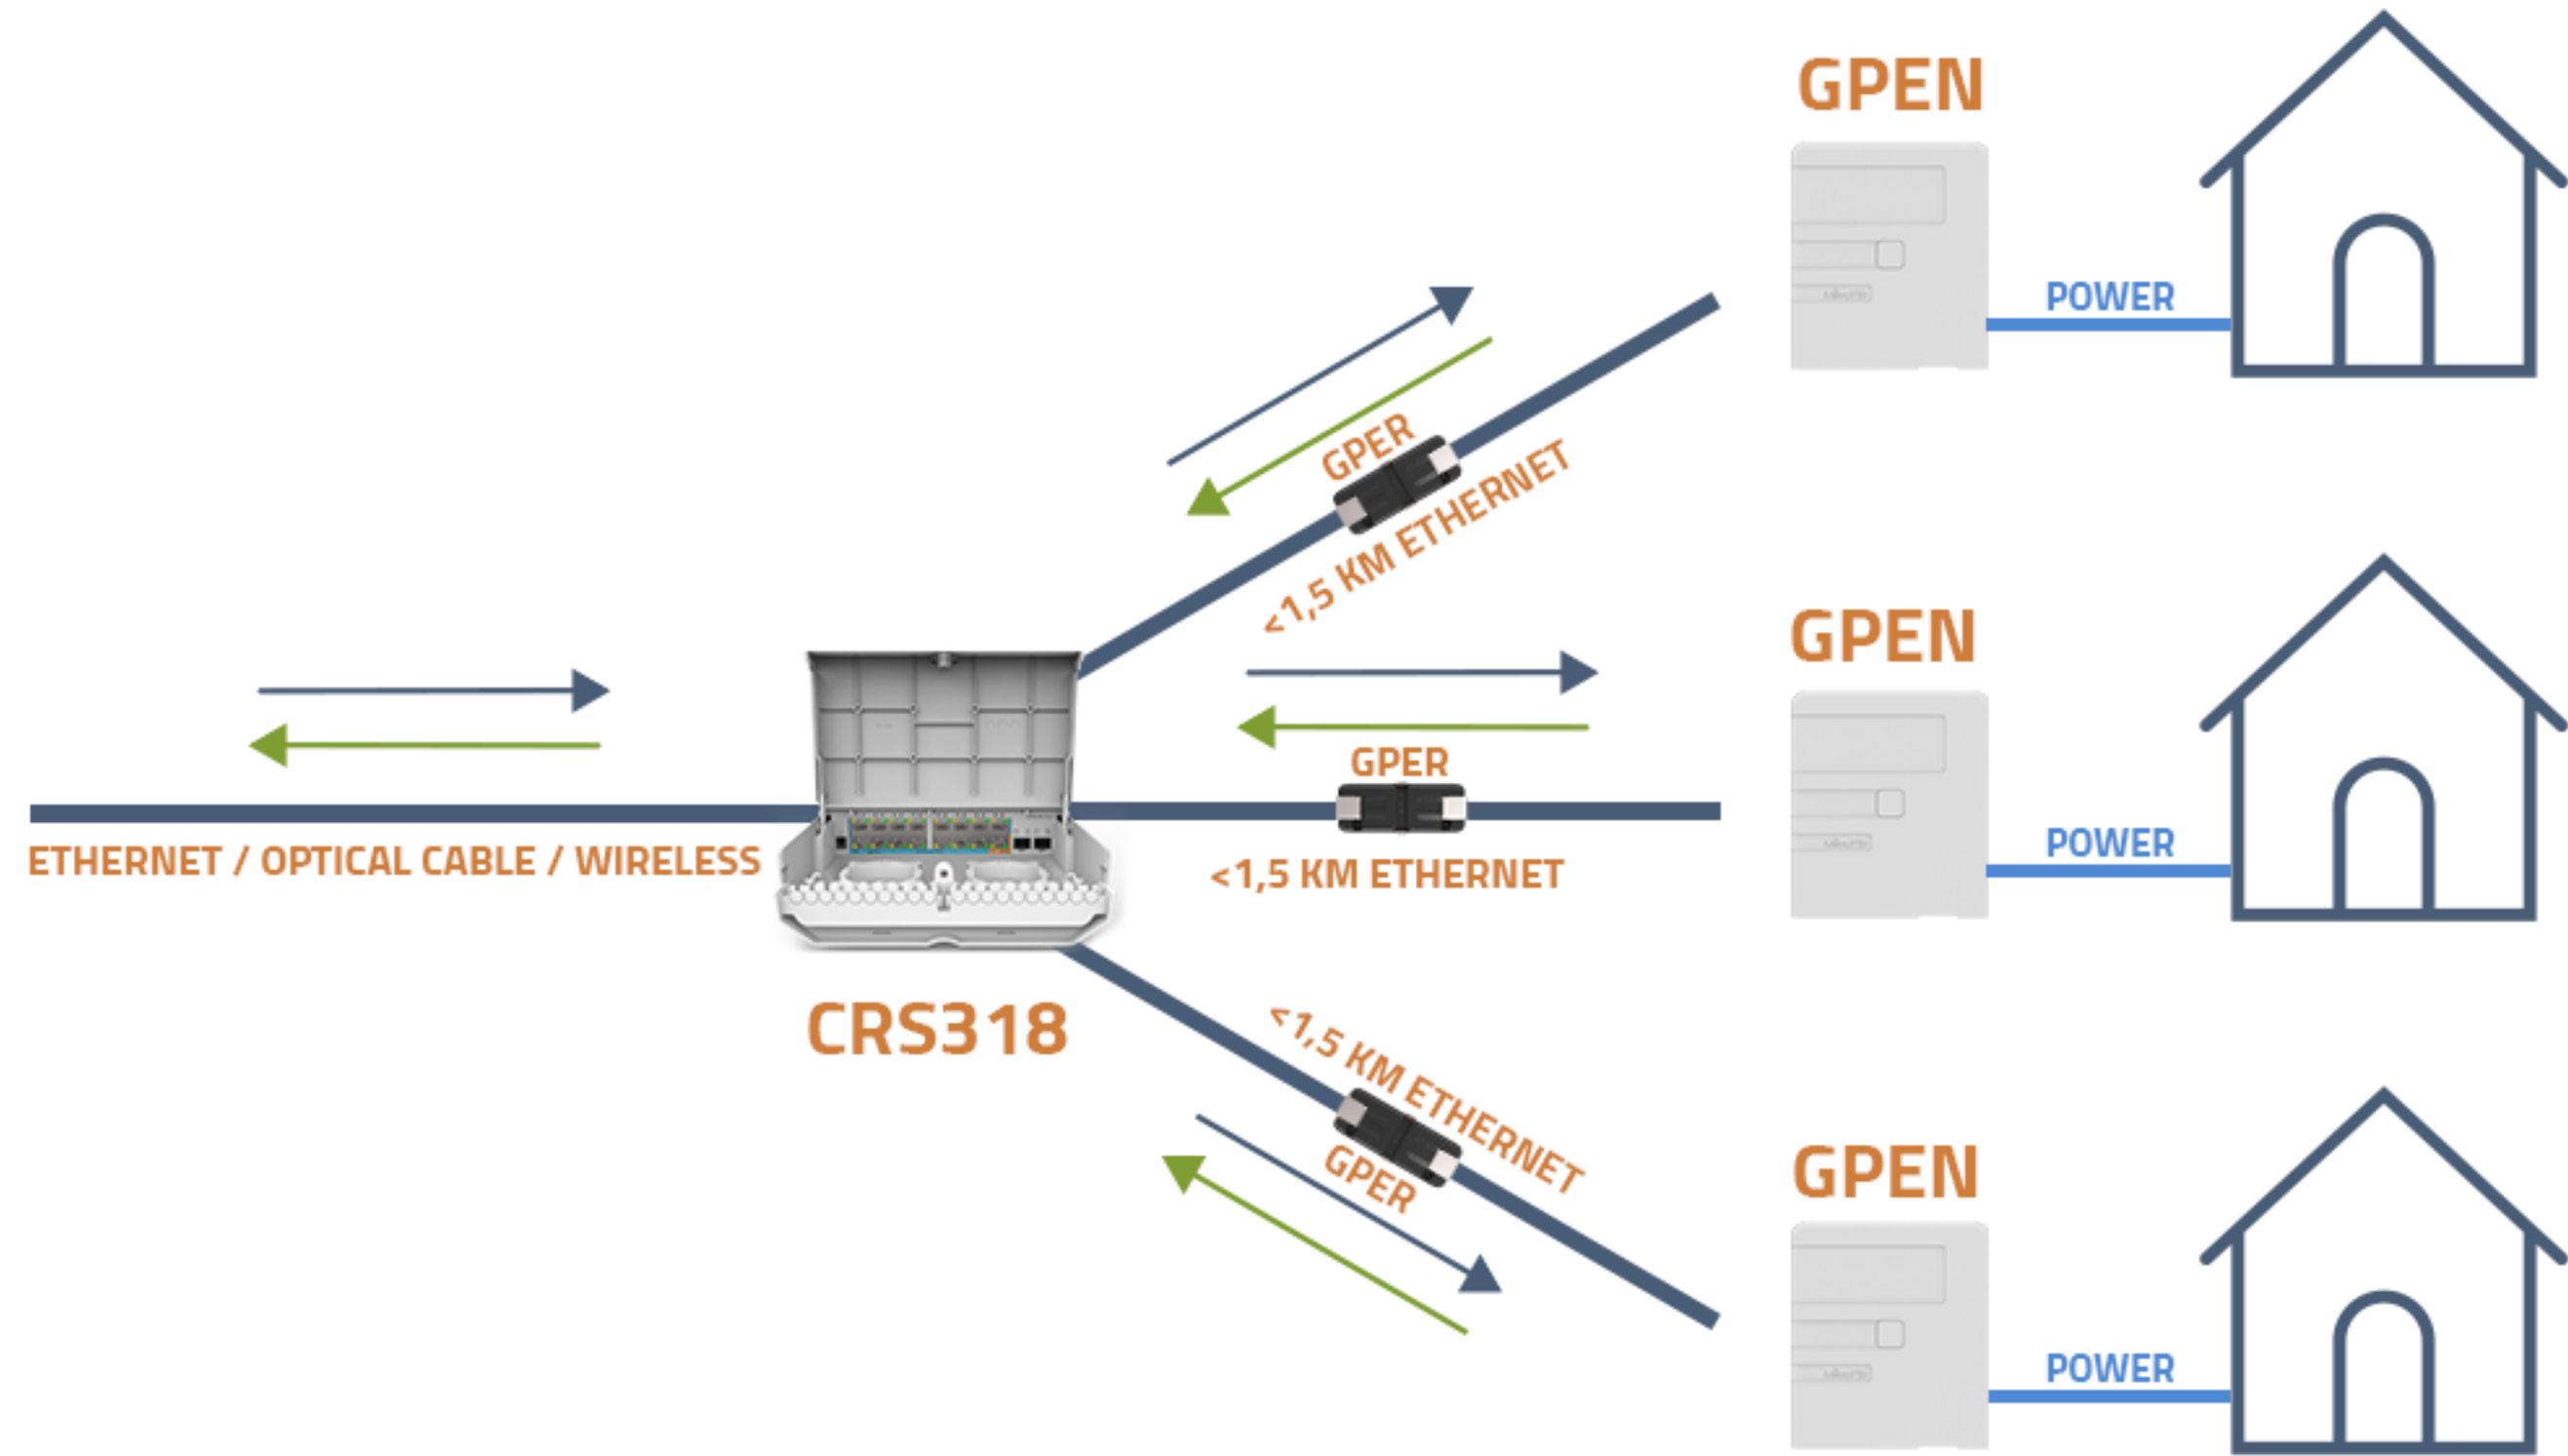 GPEN
POWER
GPER
<1,5 KM ETHERNET
GPEN
POWER
GPER
<1,5 KM ETHERNET
ETHERNET / OPTICAL CABLE / WIRELESS
CRS318
<1,5 KM ETHERNET
GPER
GPEN
POWER